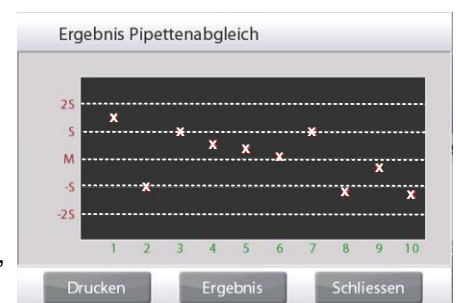 Ergebnis Pipettenabgleich
2S
S
M
-S
-2S
1 2 3 4 5 6 7 8 9 10
Drucken Ergebnis Schliessen